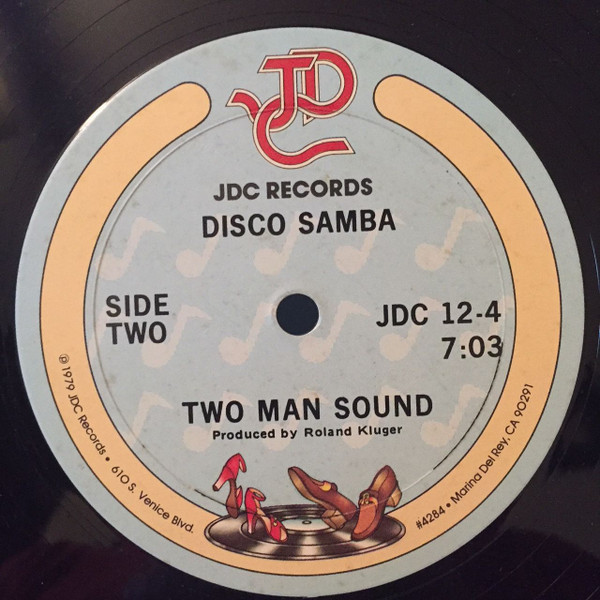 JDC
JDC RECORDS
DISCO SAMBA
SIDE
TWO
JDC 12-4
7:03
TWO MAN SOUND
Produced by Roland Kluger
℗ 1979 JDC Records • 610 S. Venice Blvd.
#4284 • Marina Del Rey, CA 90291